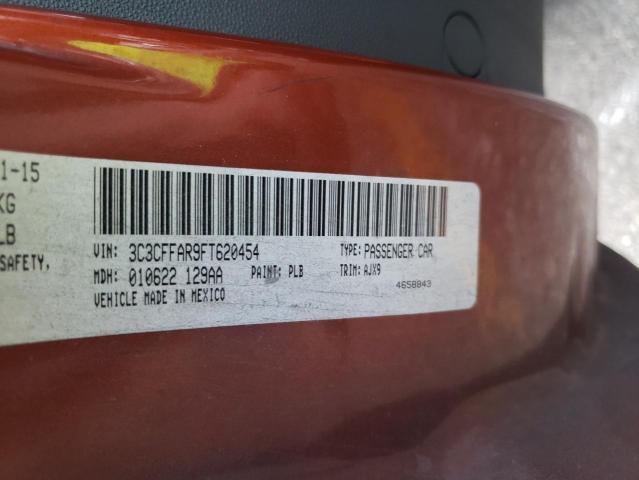 1-15
KG
LB
SAFETY,
VIN: 3C3CFFAR9FT620454 TYPE: PASSENGER CAR
MDH: 010622 129AA PAINT: PLB TRIM: AJX9
VEHICLE MADE IN MEXICO 4658843